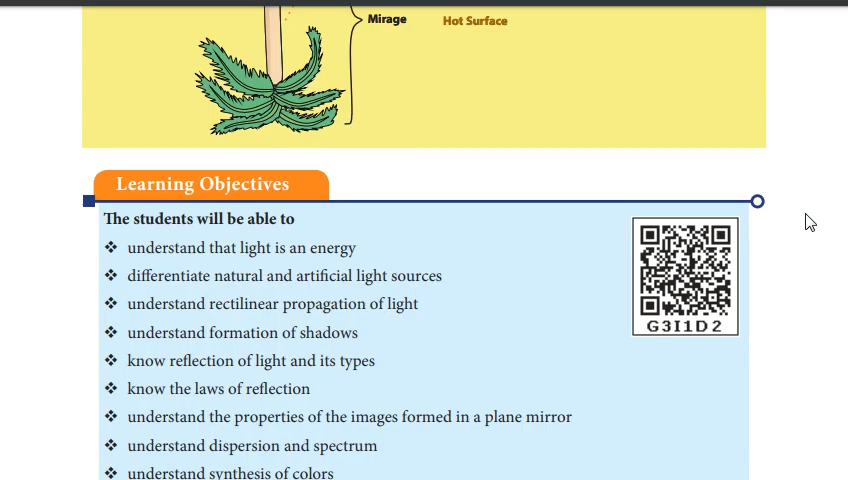 Mirage
Hot Surface
Learning Objectives
The students will be able to
❖ understand that light is an energy
❖ differentiate natural and artificial light sources
❖ understand rectilinear propagation of light
❖ understand formation of shadows
❖ know reflection of light and its types
❖ know the laws of reflection
❖ understand the properties of the images formed in a plane mirror
❖ understand dispersion and spectrum
❖ understand synthesis of colors
G3I1D2